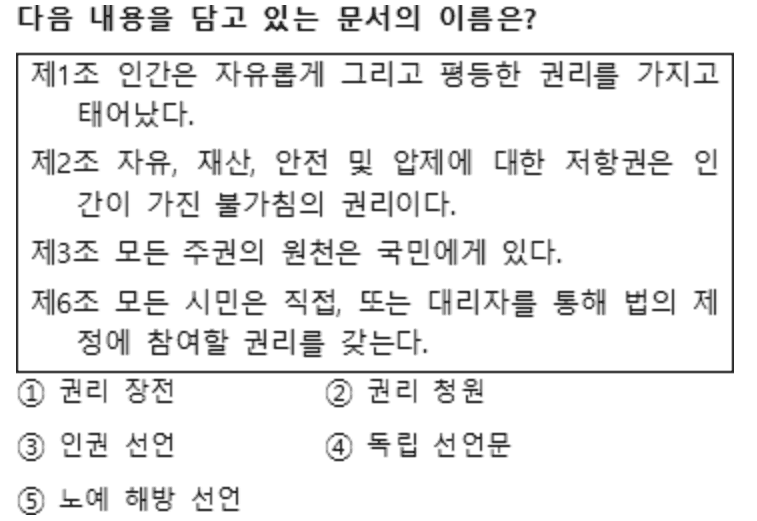 다음 내용을 담고 있는 문서의 이름은?
제1조 인간은 자유롭게 그리고 평등한 권리를 가지고
태어났다.
제2조 자유, 재산, 안전 및 압제에 대한 저항권은 인
간이 가진 불가침의 권리이다.
제3조 모든 주권의 원천은 국민에게 있다.
제6조 모든 시민은 직접, 또는 대리자를 통해 법의 제
정에 참여할 권리를 갖는다.
① 권리 장전 ② 권리 청원
③ 인권 선언 ④ 독립 선언문
⑤ 노예 해방 선언